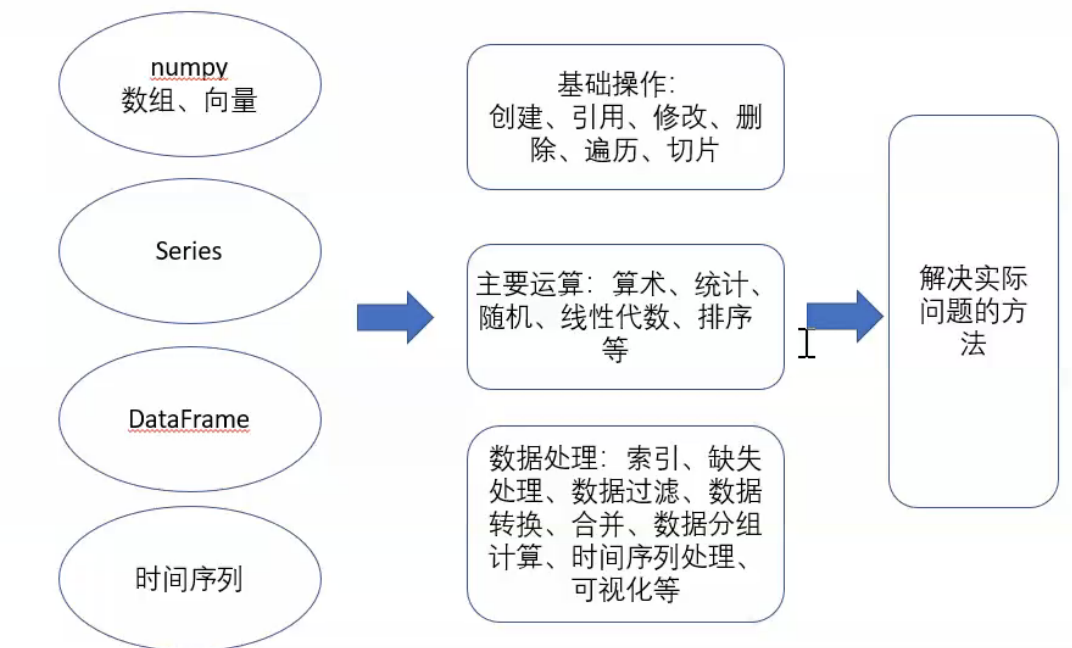 numpy
数组、向量
Series
DataFrame
时间序列
基础操作：
创建、引用、修改、删
除、遍历、切片
主要运算：算术、统计、
随机、线性代数、排序
等
数据处理：索引、缺失
处理、数据过滤、数据
转换、合并、数据分组
计算、时间序列处理、
可视化等
解决实际
问题的方
法